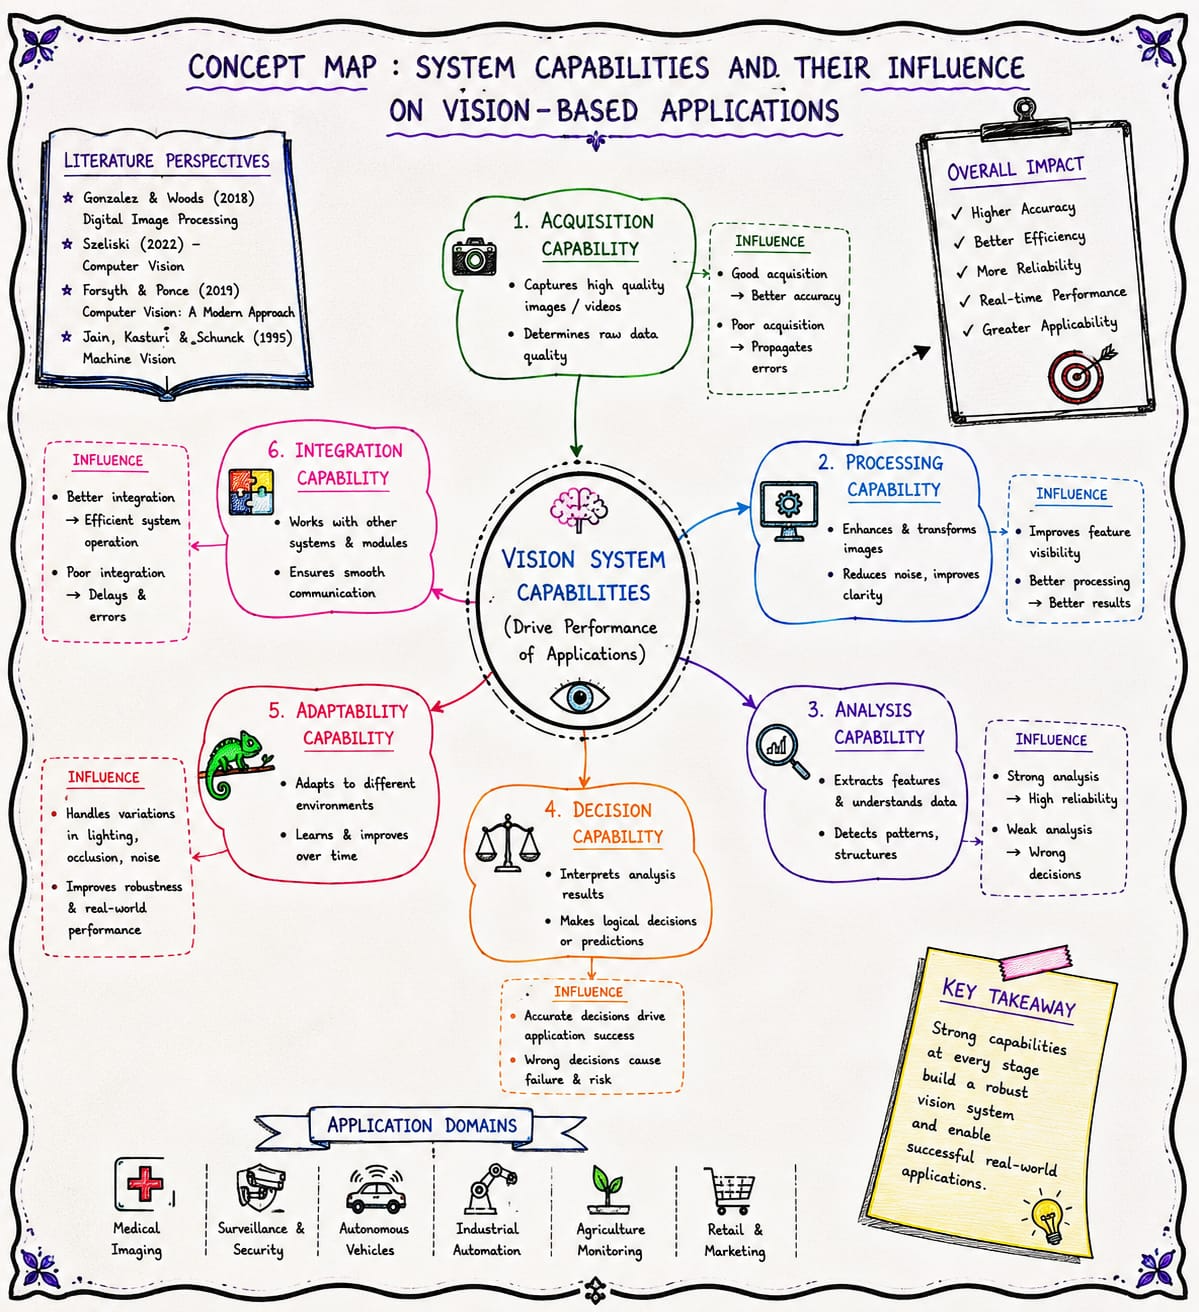 CONCEPT MAP : SYSTEM CAPABILITIES AND. THEIR INFLUENCE
ON VISION-BASED APPLICATIONS
LITERATURE PERSPECTIVES
☆ Gonzalez & Woods (2018)
Digital Image Processing
☆ Szeliski (2022) –
Computer Vision
☆ Forsyth & Ponce (2019)
Computer Vision: A Modern Approach
☆ Jain, Kasturi & Schunck (1995)
Machine Vision
1. ACQUISITION
CAPABILITY
• Captures high quality
images / videos
• Determines raw data
quality
INFLUENCE
• Good acquisition
→ Better accuracy
• Poor acquisition
→ Propagates
errors
OVERALL IMPACT
✓ Higher Accuracy
✓ Better Efficiency
✓ More Reliability
✓ Real-time Performance
✓ Greater Applicability
6. INTEGRATION
CAPABILITY
• Works with other
systems & modules
• Ensures smooth
communication
INFLUENCE
• Better integration
→ Efficient system
operation
• Poor integration
→ Delays &
errors
VISION SYSTEM
CAPABILITIES
(Drive Performance
of Applications)
2. PROCESSING
CAPABILITY
• Enhances & transforms
images
• Reduces noise, improves
clarity
INFLUENCE
• Improves feature
visibility
• Better processing
→ Better results
5. ADAPTABILITY
CAPABILITY
• Adapts to different
environments
• Learns & improves
over time
INFLUENCE
• Handles variations
in lighting,
occlusion, noise
• Improves robustness
& real-world
performance
3. ANALYSIS
CAPABILITY
• Extracts features
& understands data
• Detects patterns,
structures
INFLUENCE
• Strong analysis
→ High reliability
• Weak analysis
→ Wrong
decisions
4. DECISION
CAPABILITY
• Interprets analysis
results
• Makes logical decisions
or predictions
INFLUENCE
• Accurate decisions drive
application success
• Wrong decisions cause
failure & risk
KEY TAKEAWAY
Strong capabilities
at every stage
build a robust
vision system
and enable
successful real-world
applications.
APPLICATION DOMAINS
Medical
Imaging
Surveillance &
Security
Autonomous
Vehicles
Industrial
Automation
Agriculture
Monitoring
Retail &
Marketing